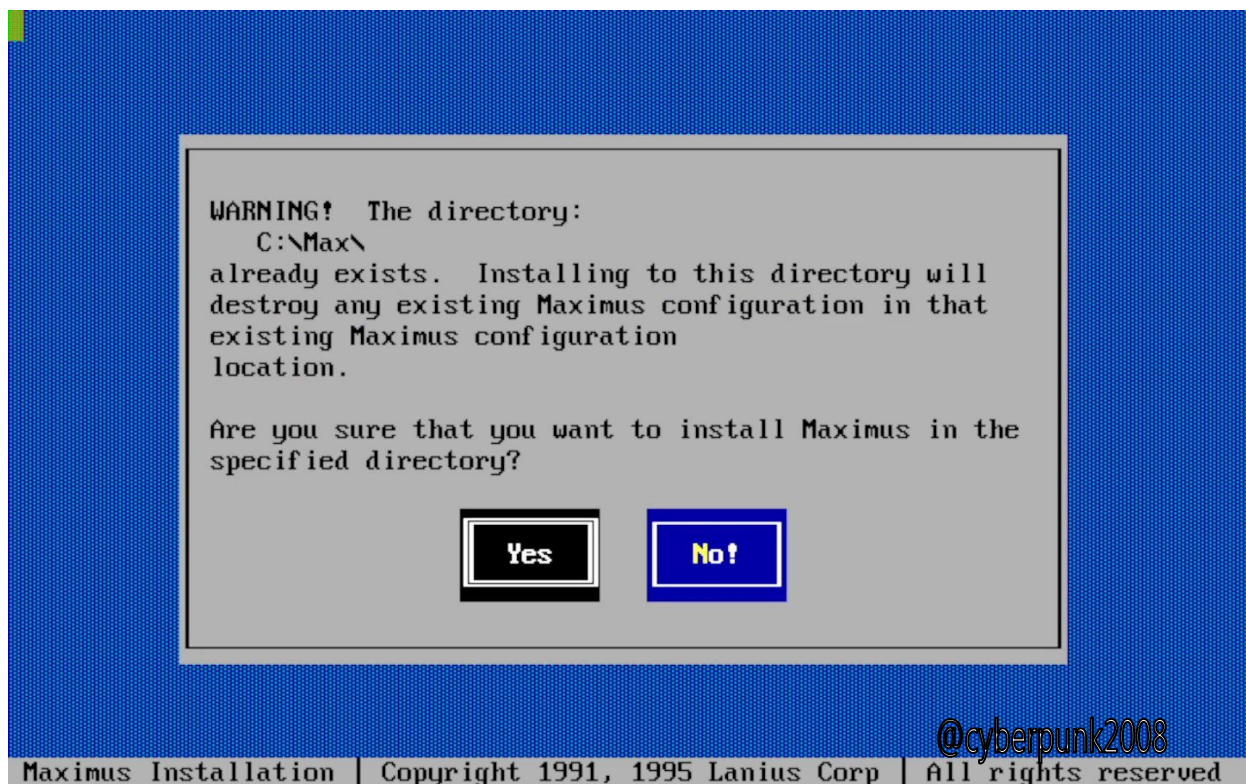 WARNING!  The directory:
C:\Max\
already exists.  Installing to this directory will
destroy any existing Maximus configuration in that
existing Maximus configuration
location.
Are you sure that you want to install Maximus in the
specified directory?
Yes No!
@cyberpunk2008
Maximus Installation | Copyright 1991, 1995 Lanius Corp | All rights reserved